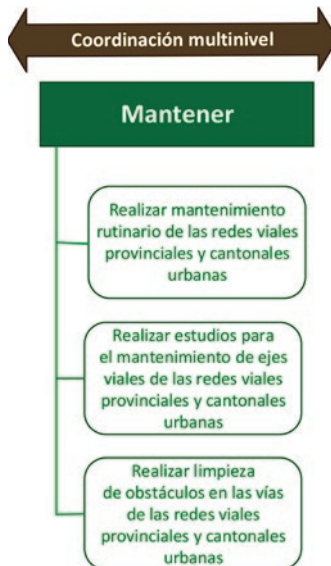 Coordinación multinivel
Mantener
Realizar mantenimiento
rutinario de las redes viales
provinciales y cantonales
urbanas
Realizar estudios para
el mantenimiento de ejes
viales de las redes viales
provinciales y cantonales
urbanas
Realizar limpieza
de obstáculos en las vías
de las redes viales
provinciales y cantonales
urbanas